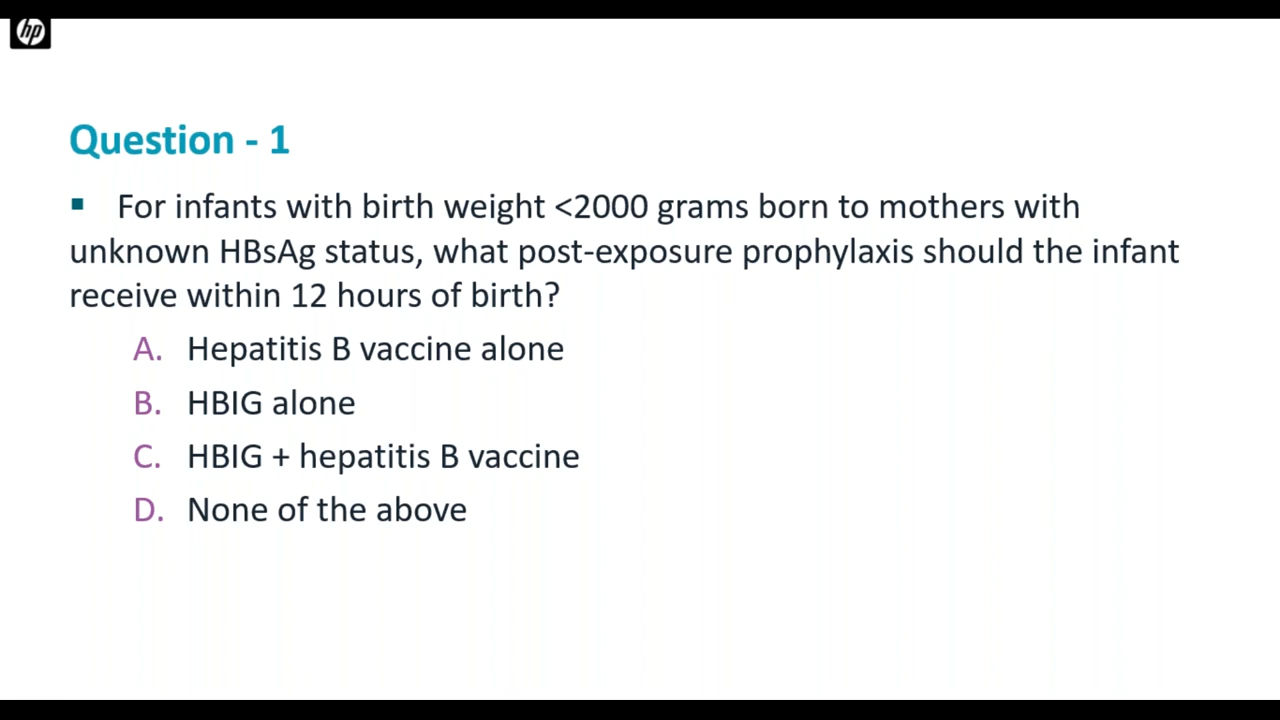 hp
Question - 1
▪ For infants with birth weight <2000 grams born to mothers with
unknown HBsAg status, what post-exposure prophylaxis should the infant
receive within 12 hours of birth?
A. Hepatitis B vaccine alone
B. HBIG alone
C. HBIG + hepatitis B vaccine
D. None of the above